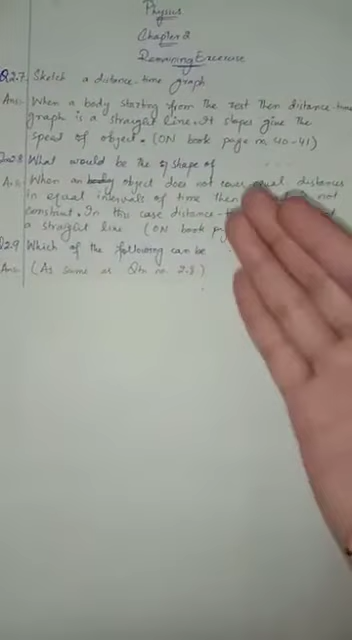 Physics
Chapter 2
Remaining Excercise
Q2.7. Sketch a distance-time graph
Ans:- When a body starting from the rest then distance-time
graph is a straight line. It slopes give the
speed of object. (ON book page no. 40-41)
Q2.8 What would be the shape of
Ans:- When an object does not cover equal distances
in equal intervals of time then not
constant. In this case distance-
a straight line (ON book
Q2.9 Which of the following can be
Ans:- (As same as Qtn no. 2.8.)